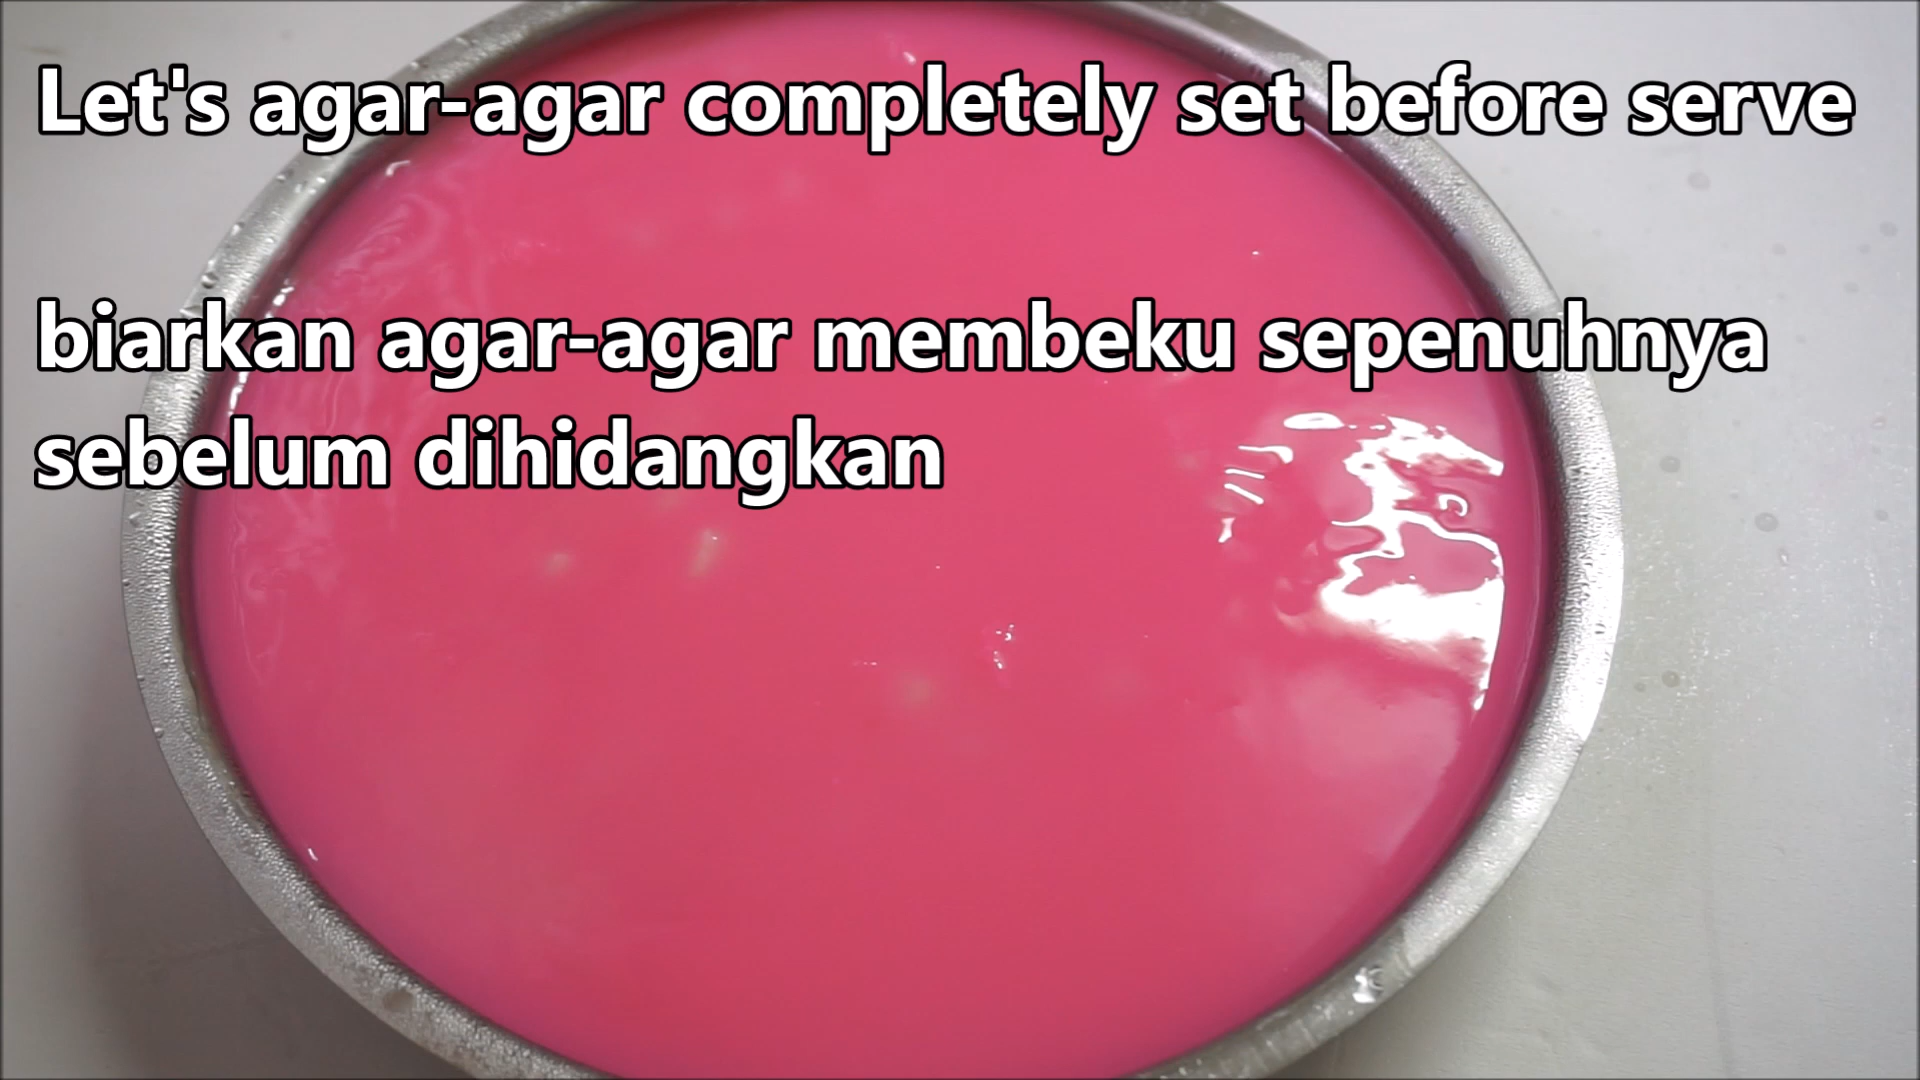 Let's agar-agar completely set before serve
biarkan agar-agar membeku sepenuhnya
sebelum dihidangkan